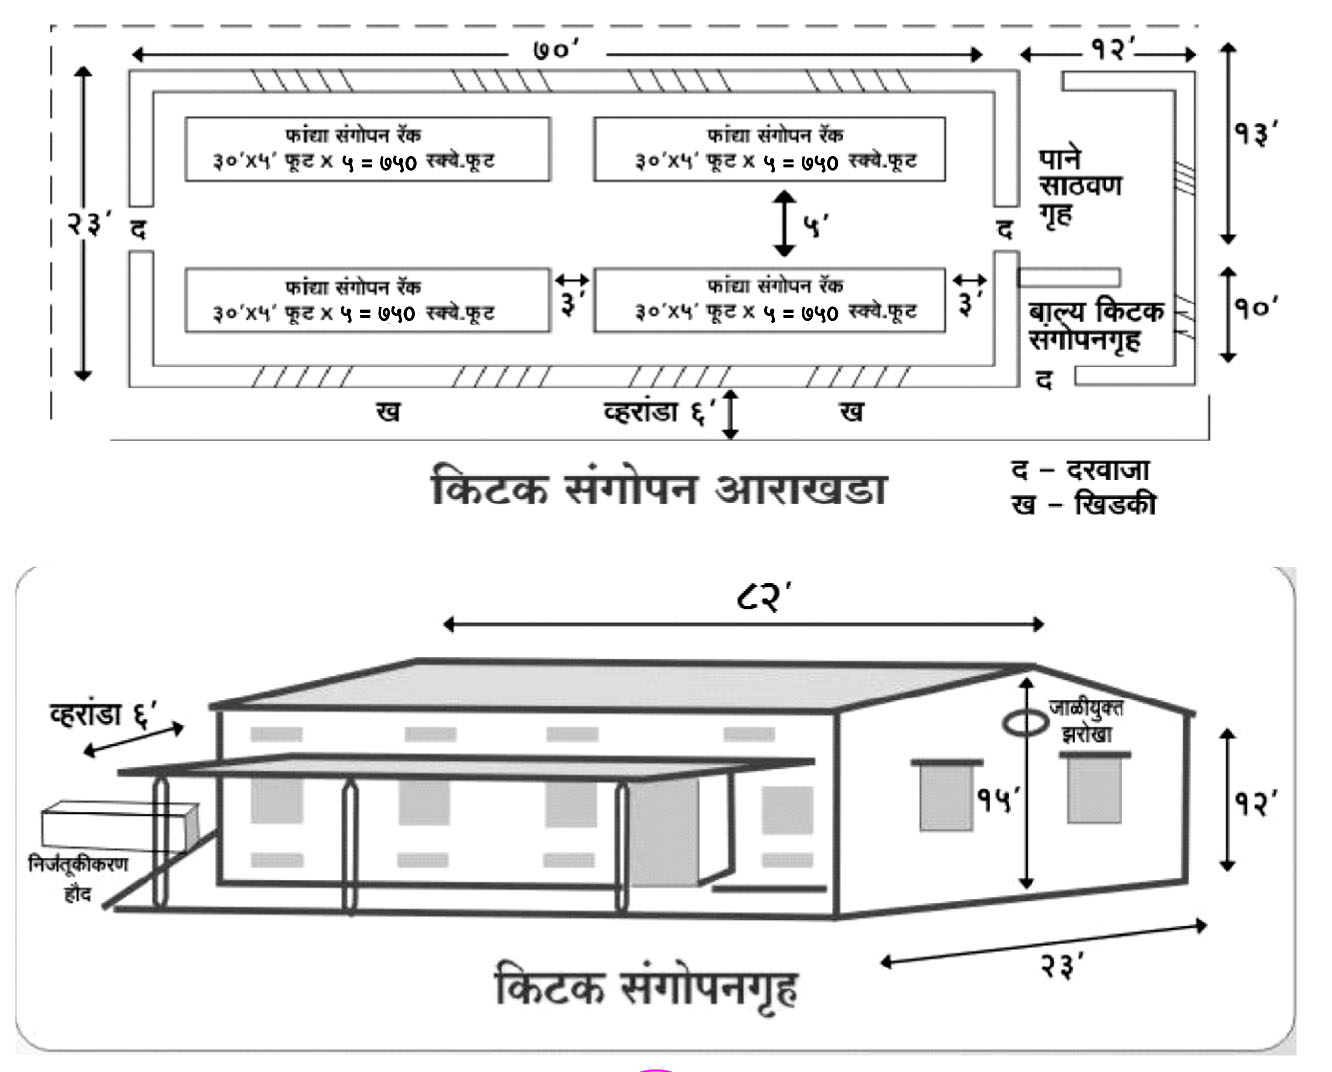 ७०'
१२'
१३'
फांद्या संगोपन रॅक
३०'X५' फूट X ५ = ७५० स्क्वे.फूट
फांद्या संगोपन रॅक
३०'X५' फूट X ५ = ७५० स्क्वे.फूट
पाने
साठवण
गृह
२३'
द
५'
द
फांद्या संगोपन रॅक
३०'X५' फूट X ५ = ७५० स्क्वे.फूट
३'
फांद्या संगोपन रॅक
३०'X५' फूट X ५ = ७५० स्क्वे.फूट
३'
बाल्य किटक
संगोपनगृह
१०'
द
ख
व्हरांडा ६'
ख
किटक संगोपन आराखडा
द – दरवाजा
ख – खिडकी
८२'
व्हरांडा ६'
जाळीयुक्त
झरोखा
१५'
१२'
निर्जंतूकीकरण
हौद
२३'
किटक संगोपनगृह